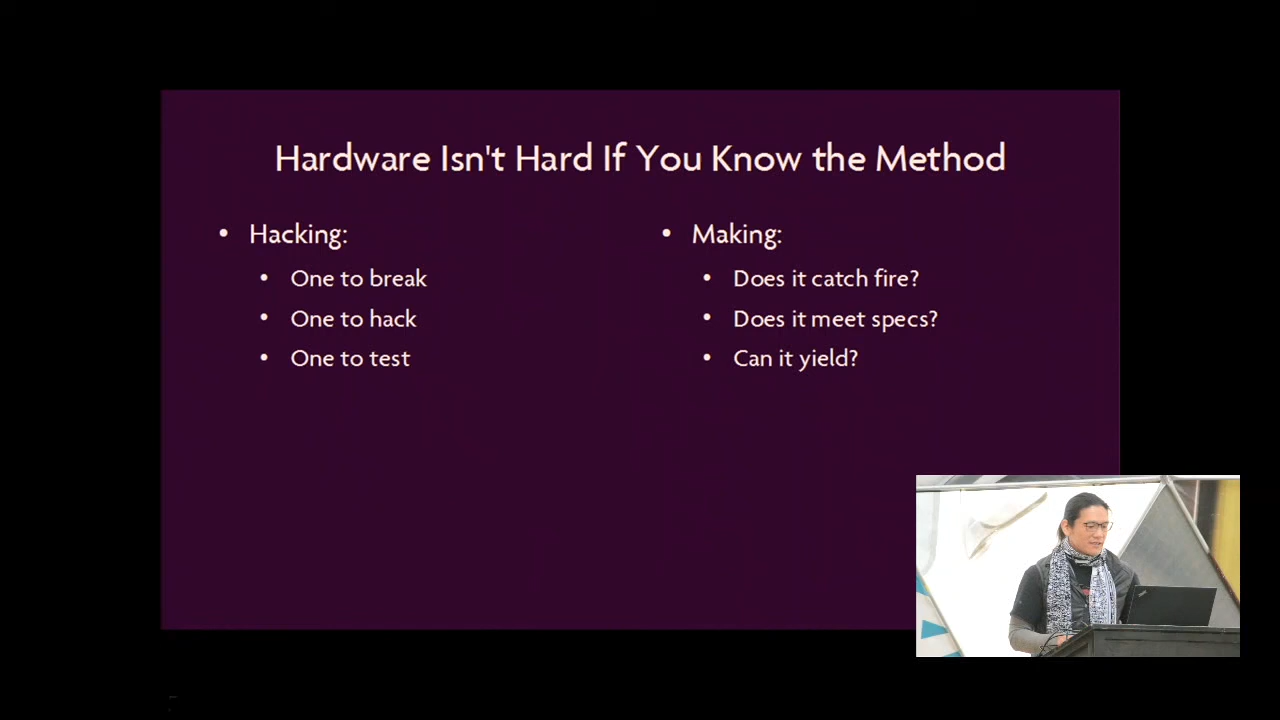 Hardware Isn't Hard If You Know the Method
• Hacking:
• One to break
• One to hack
• One to test
• Making:
• Does it catch fire?
• Does it meet specs?
• Can it yield?